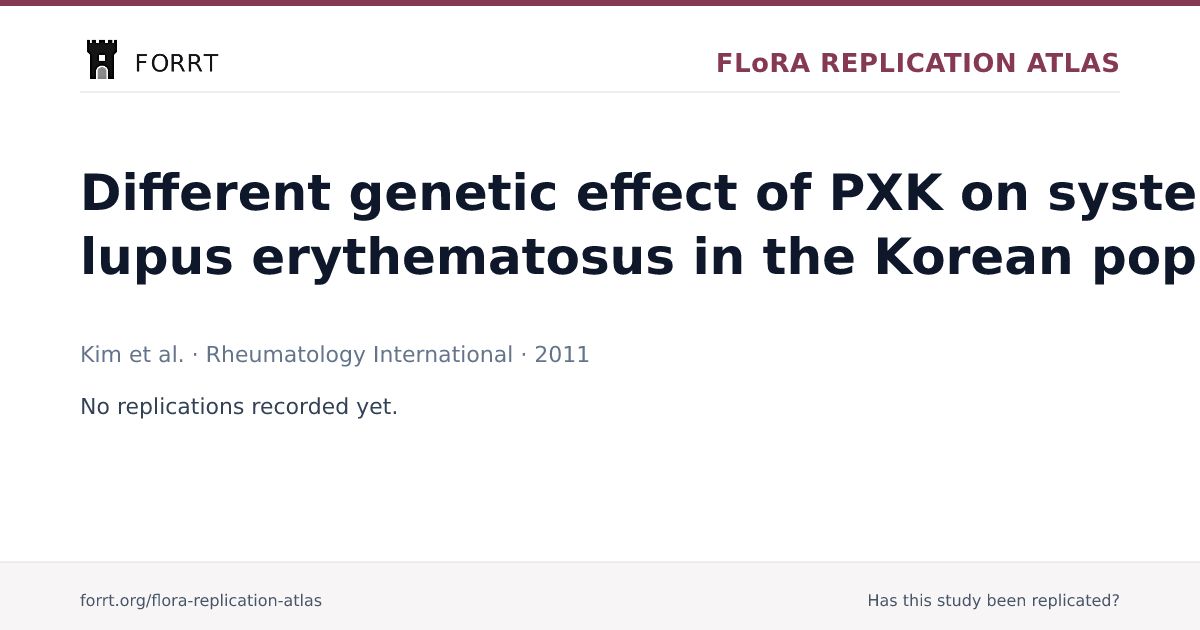 FORRT
FLoRA REPLICATION ATLAS
Different genetic effect of PXK on syste
lupus erythematosus in the Korean pop
Kim et al. · Rheumatology International · 2011
No replications recorded yet.
forrt.org/flora-replication-atlas
Has this study been replicated?